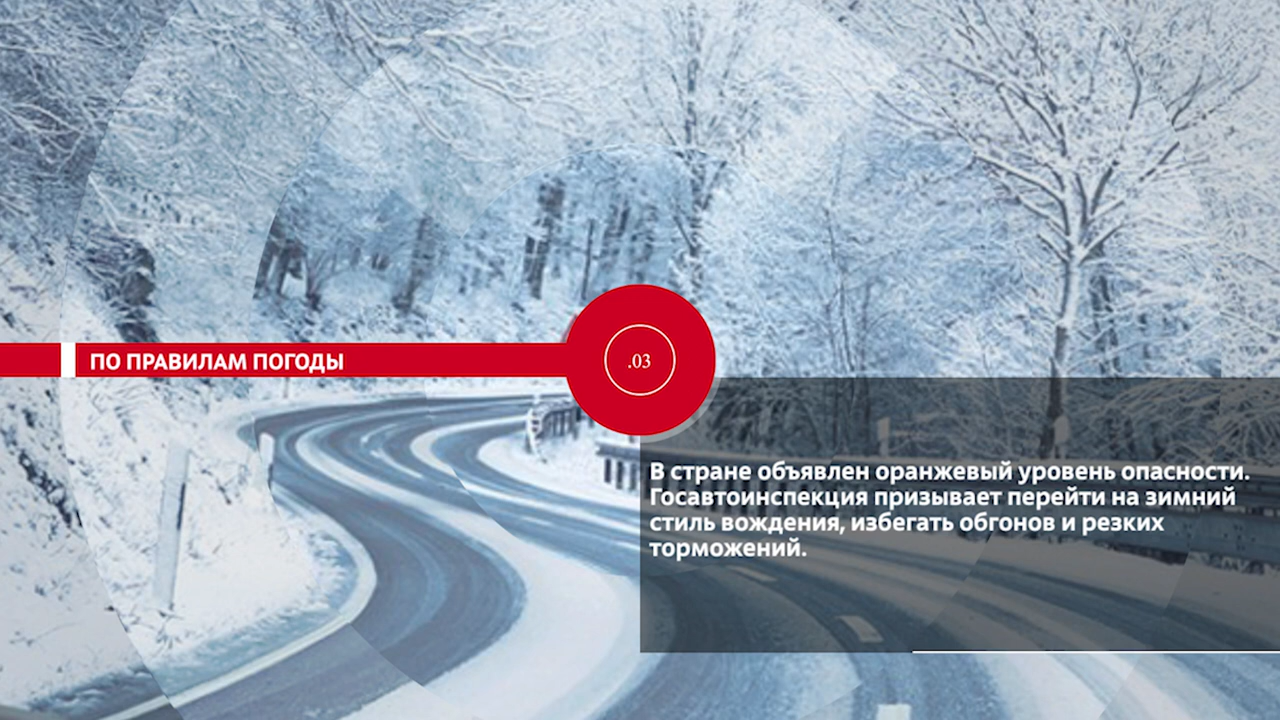 ПО ПРАВИЛАМ ПОГОДЫ
.03
В стране объявлен оранжевый уровень опасности.
Госавтоинспекция призывает перейти на зимний
стиль вождения, избегать обгонов и резких
торможений.